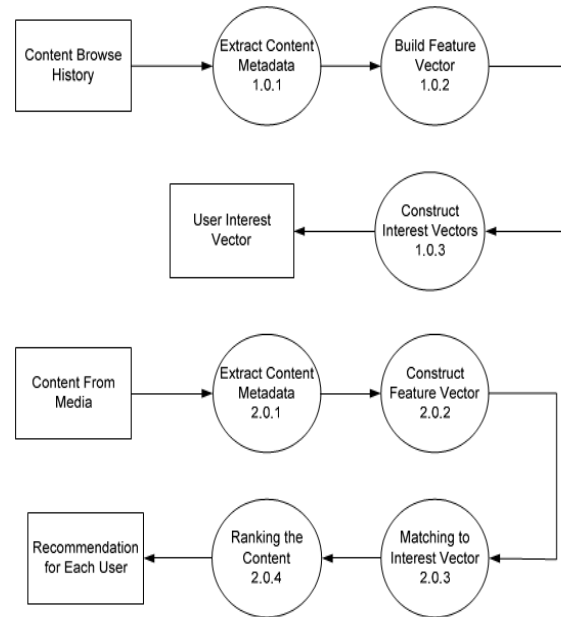 Content Browse
History
Extract Content
Metadata
1.0.1
Build Feature
Vector
1.0.2
User Interest
Vector
Construct
Interest Vectors
1.0.3
Content From
Media
Extract Content
Metadata
2.0.1
Construct
Feature Vector
2.0.2
Recommendation
for Each User
Ranking the
Content
2.0.4
Matching to
Interest Vector
2.0.3